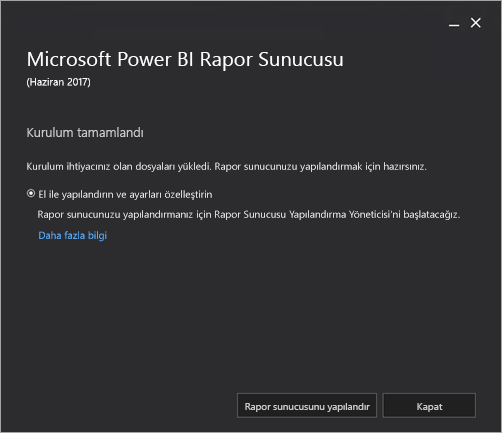 Microsoft Power BI Rapor Sunucusu
(Haziran 2017)
Kurulum tamamlandı
Kurulum ihtiyacınız olan dosyaları yükledi. Rapor sunucunuzu yapılandırmak için hazırsınız.
El ile yapılandırın ve ayarları özelleştirin
Rapor sunucunuzu yapılandırmanız için Rapor Sunucusu Yapılandırma Yöneticisi'ni başlatacağız.
Daha fazla bilgi
Rapor sunucusunu yapılandır
Kapat